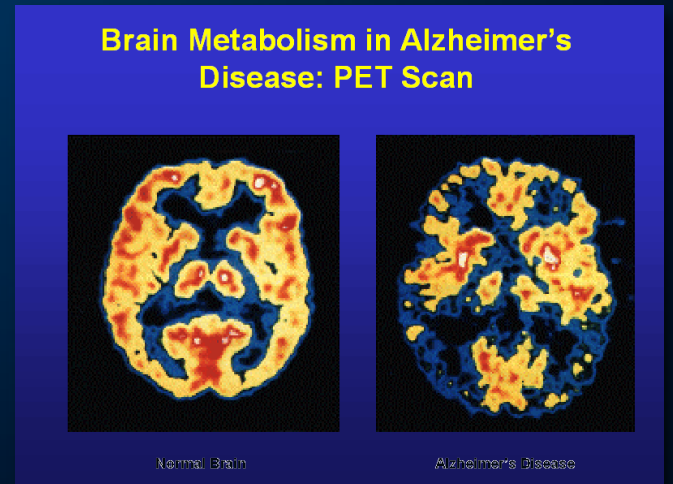 Brain Metabolism in Alzheimer's
Disease: PET Scan
Normal Brain
Alzheimer's Disease